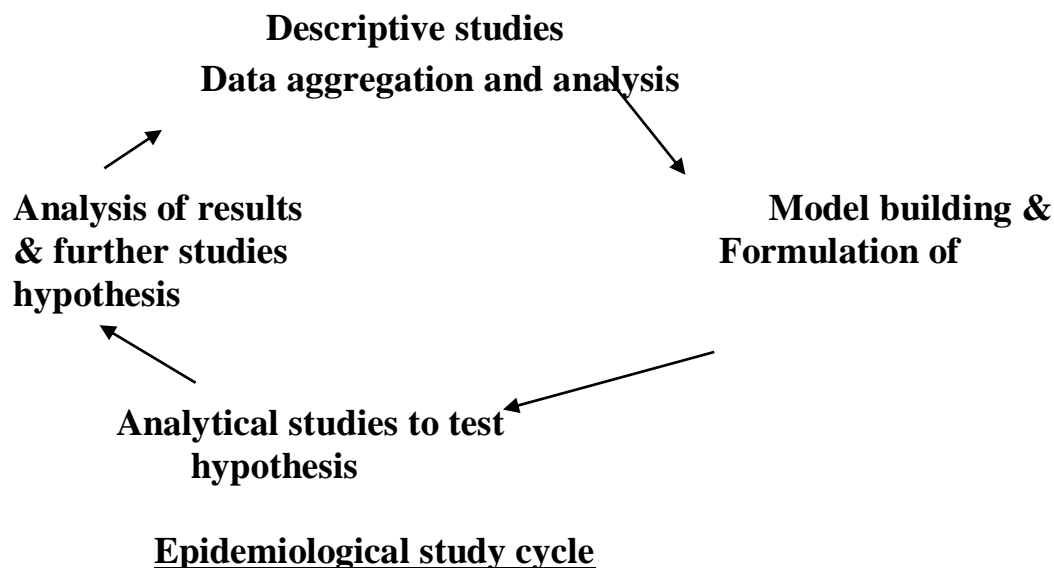 Descriptive studies
Data aggregation and analysis
Analysis of results
& further studies
hypothesis
Model building &
Formulation of
Analytical studies to test
hypothesis
Epidemiological study cycle